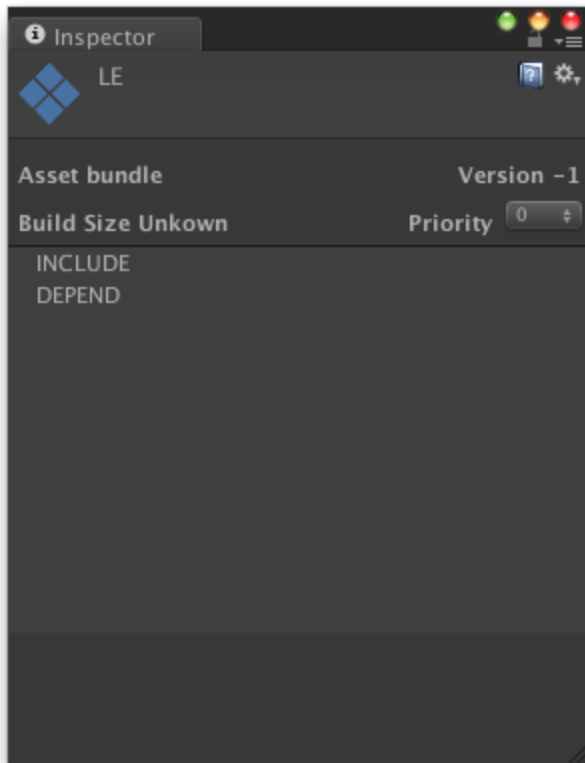 Inspector
LE
Asset bundle Version -1
Build Size Unkown Priority 0
INCLUDE
DEPEND